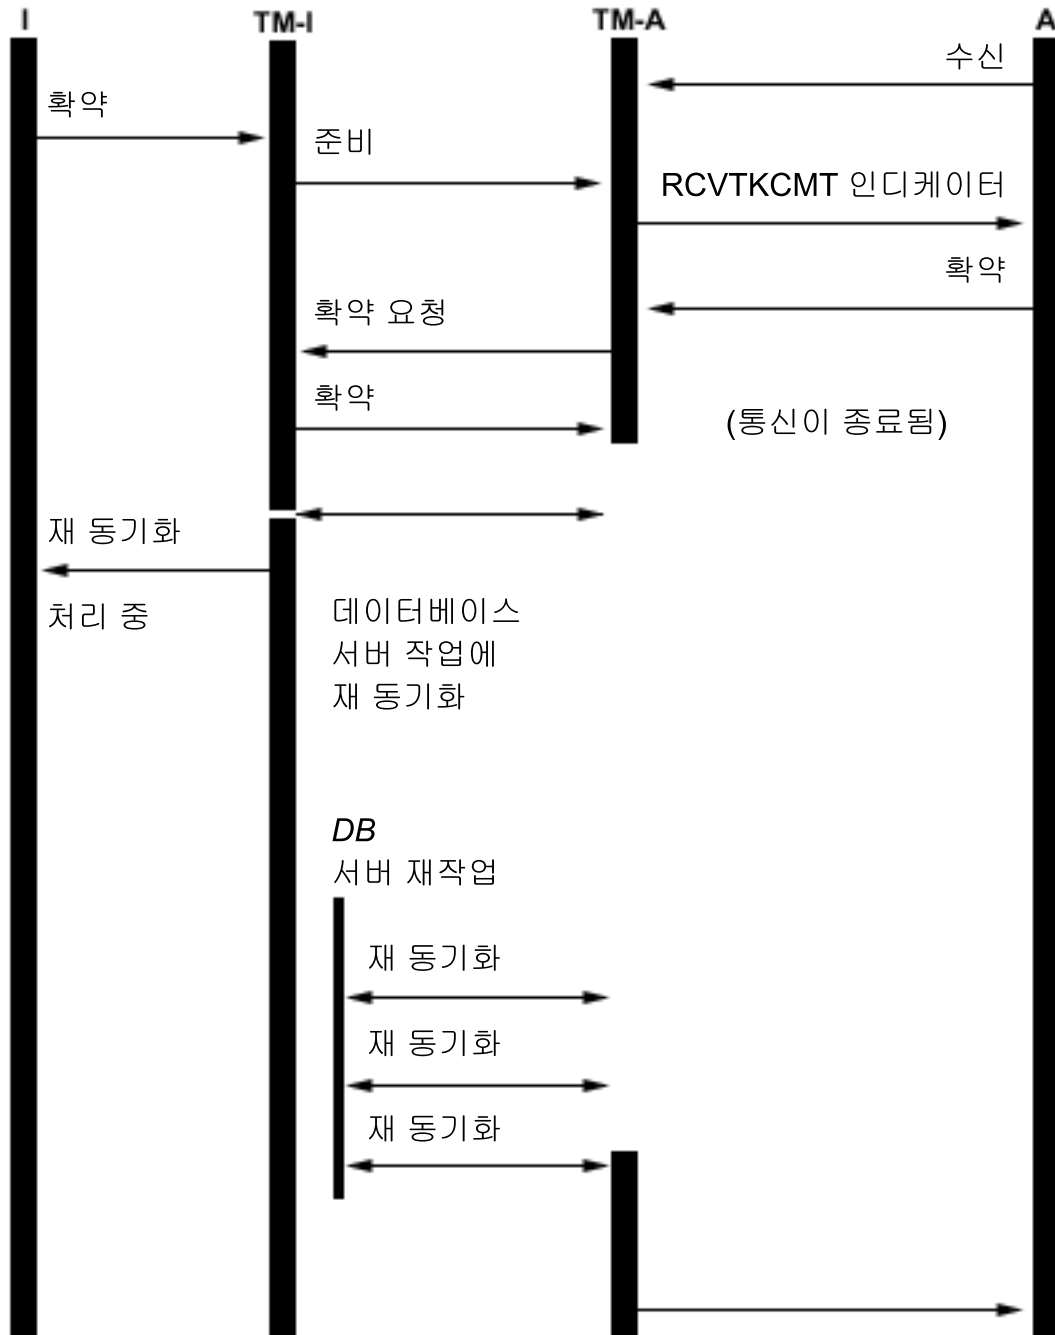 I
TM-I
TM-A
A
수신
확약
준비
RCVTKCMT 인디케이터
확약
확약 요청
확약
(통신이 종료됨)
재 동기화
처리 중
데이터베이스
서버 작업에
재 동기화
DB
서버 재작업
재 동기화
재 동기화
재 동기화